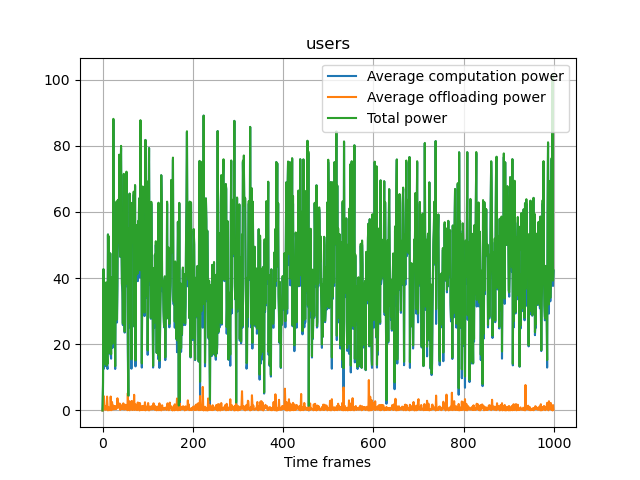 users
Average computation power
Average offloading power
Total power
100
80
60
40
20
0
0 200 400 600 800 1000
Time frames